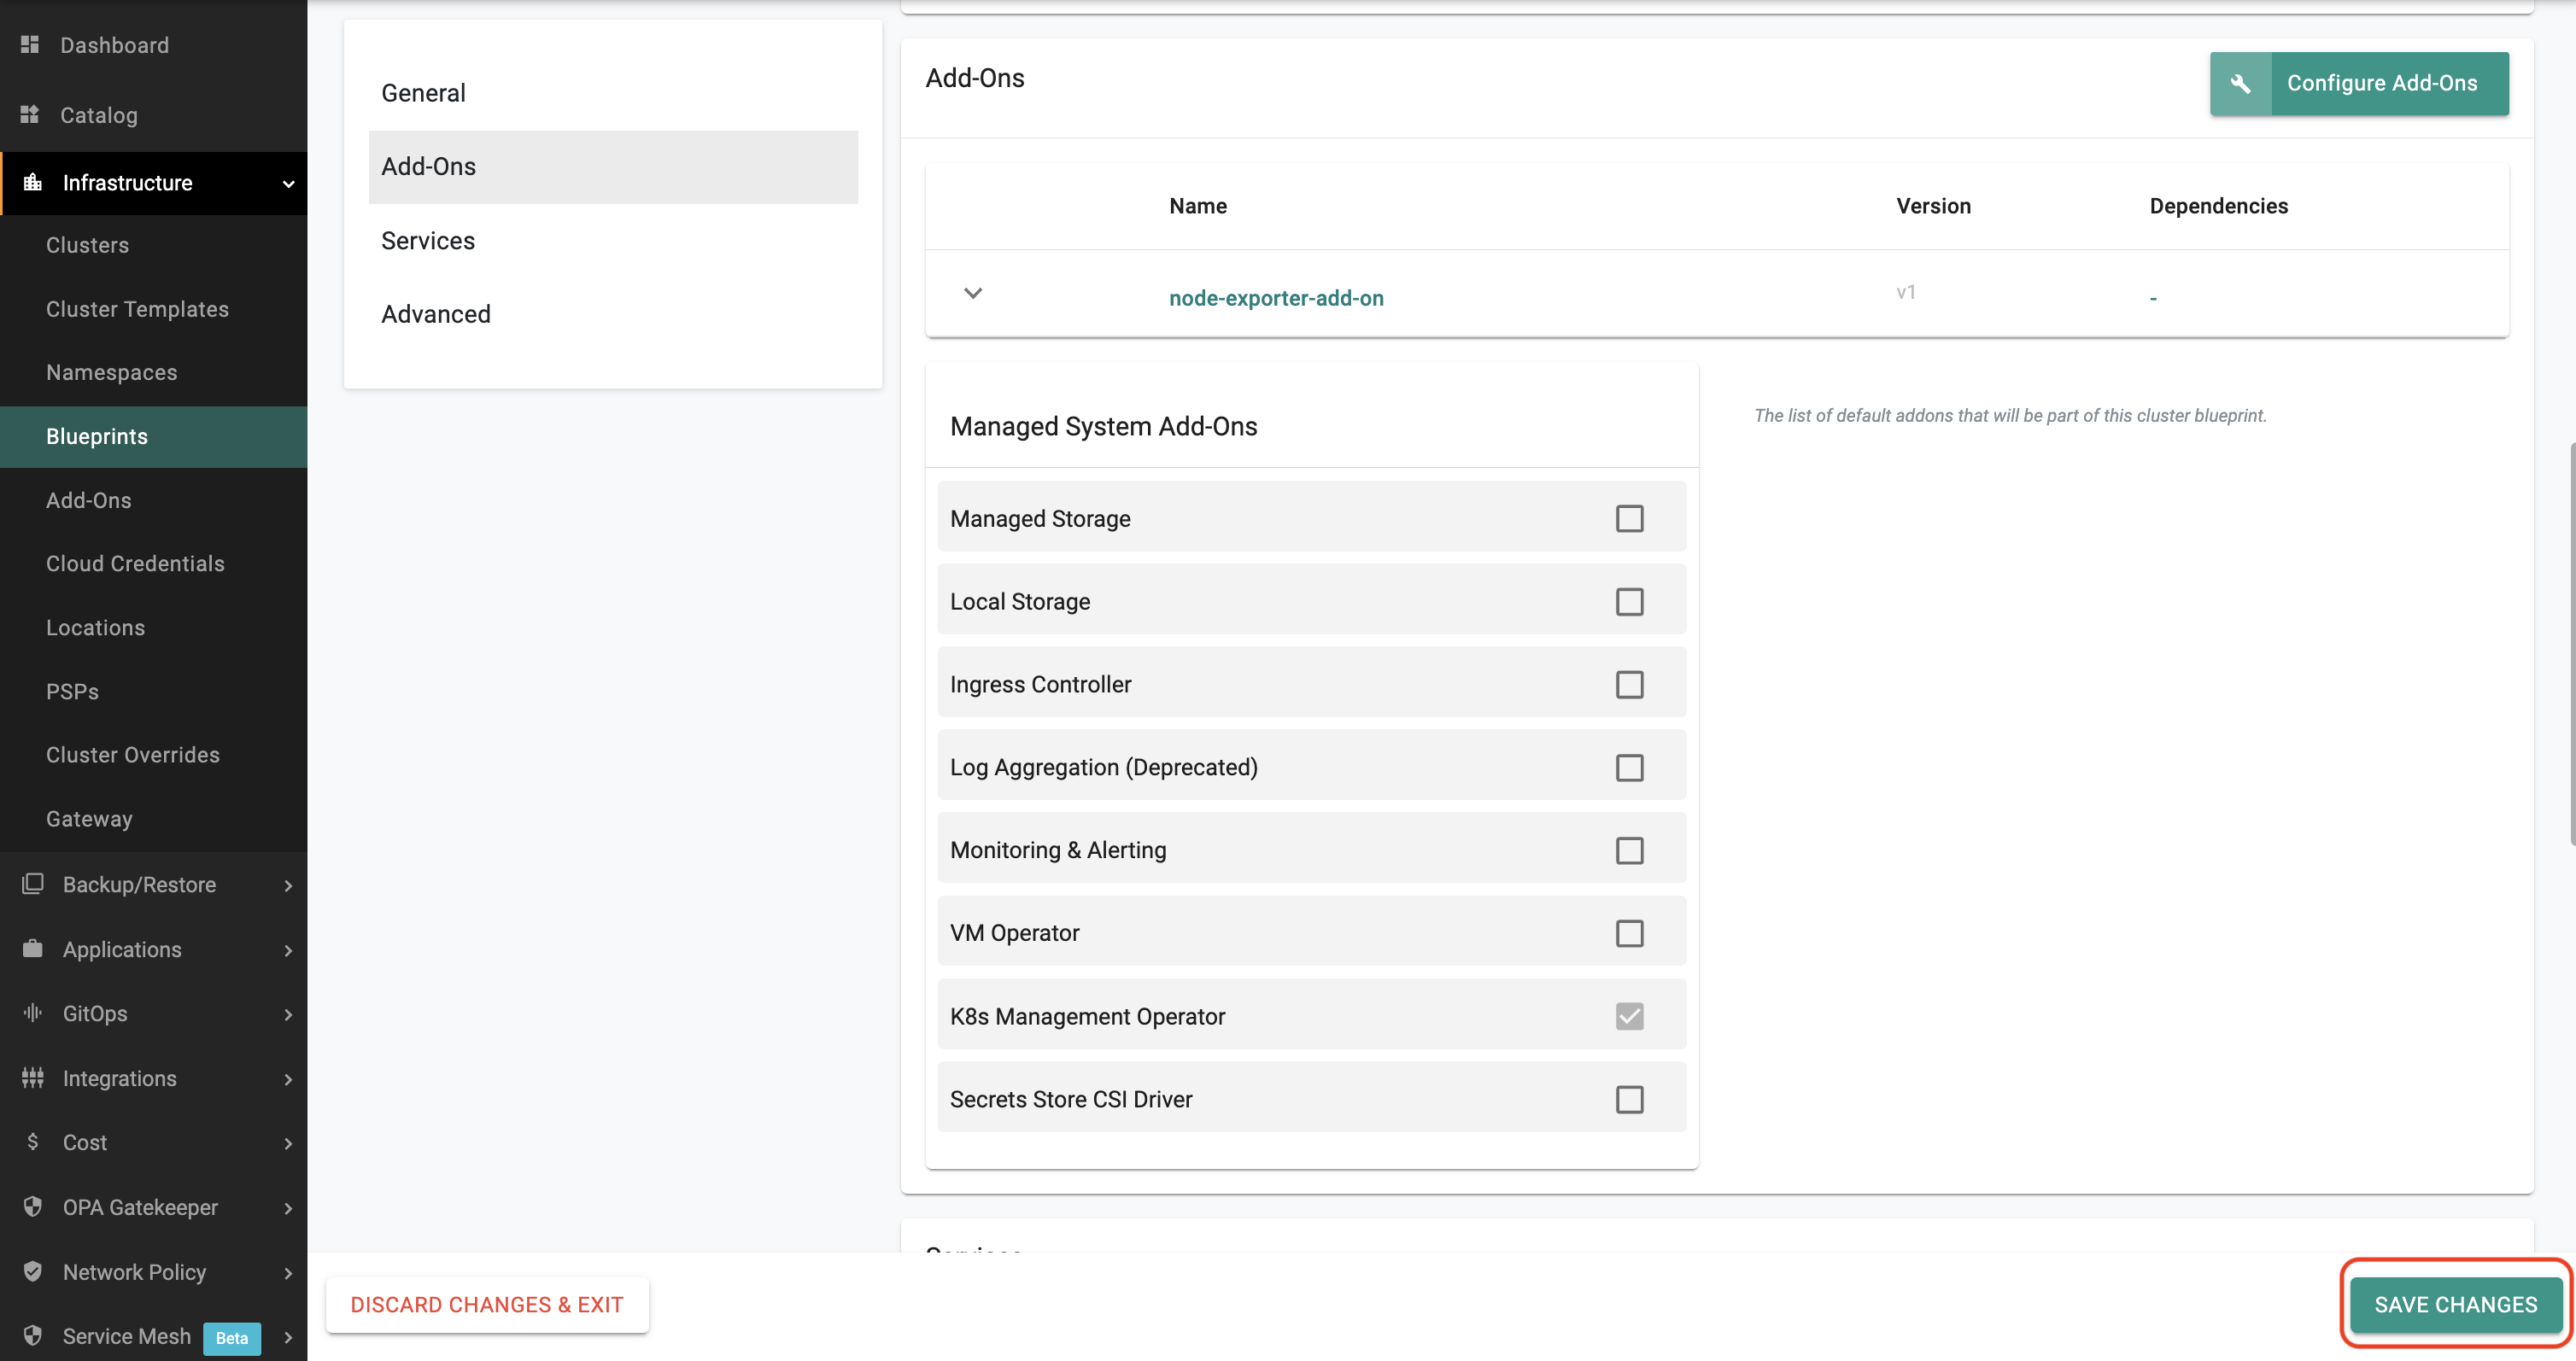 Dashboard
Catalog
Infrastructure
Clusters
Cluster Templates
Namespaces
Blueprints
Add-Ons
Cloud Credentials
Locations
PSPs
Cluster Overrides
Gateway
Backup/Restore
Applications
GitOps
Integrations
Cost
OPA Gatekeeper
Network Policy
Service Mesh Beta
General
Add-Ons
Services
Advanced
Add-Ons
Configure Add-Ons
Name Version Dependencies
node-exporter-add-on v1 -
Managed System Add-Ons
The list of default addons that will be part of this cluster blueprint.
Managed Storage
Local Storage
Ingress Controller
Log Aggregation (Deprecated)
Monitoring & Alerting
VM Operator
K8s Management Operator
Secrets Store CSI Driver
Services
DISCARD CHANGES & EXIT
SAVE CHANGES